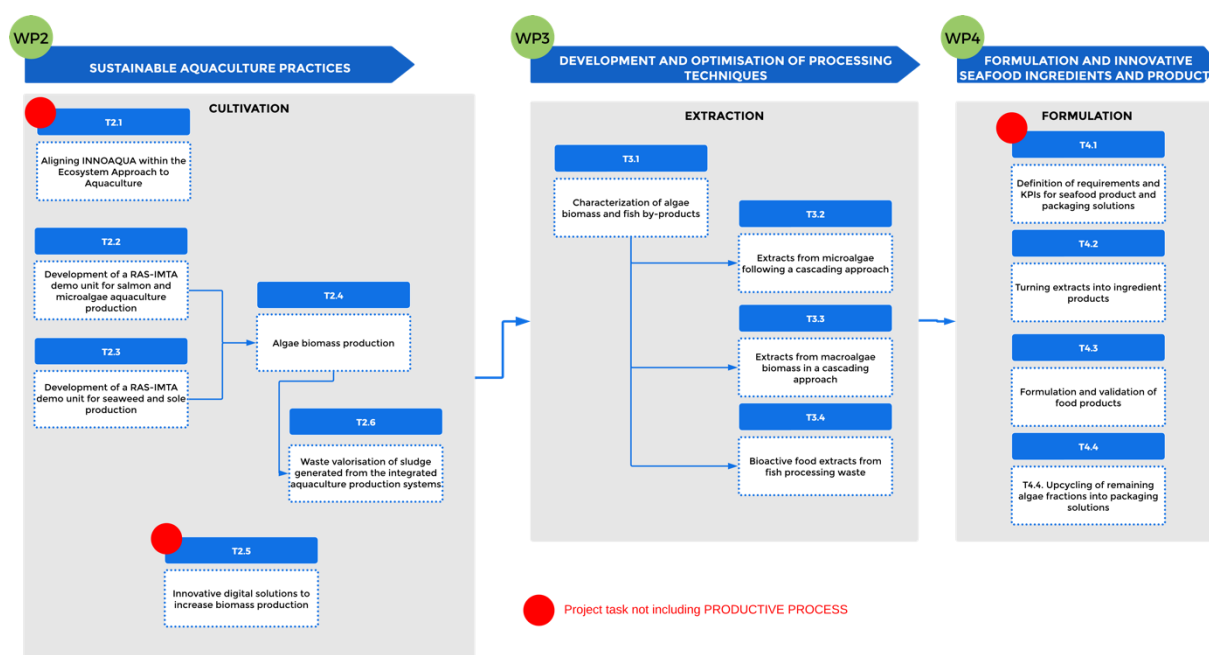 WP2
SUSTAINABLE AQUACULTURE PRACTICES
CULTIVATION
T2.1
Aligning INNOAQUA within the
Ecosystem Approach to
Aquaculture
T2.2
Development of a RAS-IMTA
demo unit for salmon and
microalgae aquaculture
production
T2.3
Development of a RAS-IMTA
demo unit for seaweed and sole
production
T2.4
Algae biomass production
T2.6
Waste valorisation of sludge
generated from the integrated
aquaculture production systems
T2.5
Innovative digital solutions to
increase biomass production
WP3
DEVELOPMENT AND OPTIMISATION OF PROCESSING
TECHNIQUES
EXTRACTION
T3.1
Characterization of algae
biomass and fish by-products
T3.2
Extracts from microalgae
following a cascading approach
T3.3
Extracts from macroalgae
biomass in a cascading
approach
T3.4
Bioactive food extracts from
fish processing waste
Project task not including PRODUCTIVE PROCESS
WP4
FORMULATION AND INNOVATIVE
SEAFOOD INGREDIENTS AND PRODUCT
FORMULATION
T4.1
Definition of requirements and
KPIs for seafood product and
packaging solutions
T4.2
Turning extracts into ingredient
products
T4.3
Formulation and validation of
food products
T4.4
T4.4. Upcycling of remaining
algae fractions into packaging
solutions